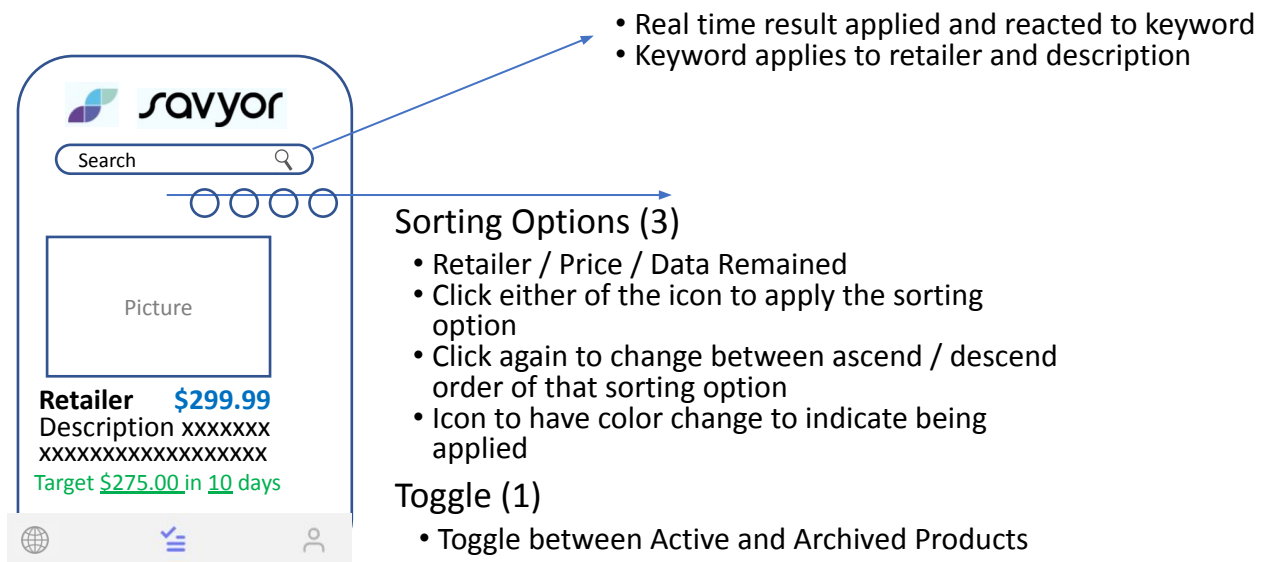 • Real time result applied and reacted to keyword
• Keyword applies to retailer and description
savyor
Search
Sorting Options (3)
• Retailer / Price / Data Remained
• Click either of the icon to apply the sorting
option
• Click again to change between ascend / descend
order of that sorting option
• Icon to have color change to indicate being
applied
Toggle (1)
• Toggle between Active and Archived Products
Picture
Retailer $299.99
Description xxxxxxx
xxxxxxxxxxxxxxxxxx
Target $275.00 in 10 days